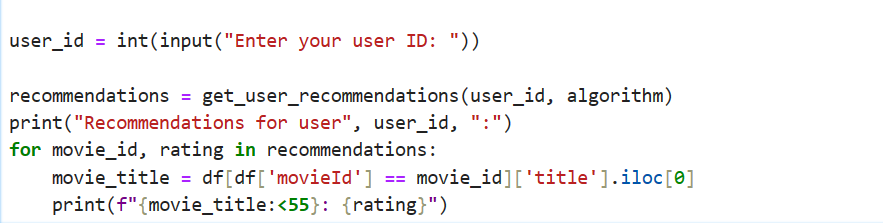 user_id = int(input("Enter your user ID: "))
recommendations = get_user_recommendations(user_id, algorithm)
print("Recommendations for user", user_id, ":")
for movie_id, rating in recommendations:
    movie_title = df[df['movieId'] == movie_id]['title'].iloc[0]
    print(f"{movie_title:<55}: {rating}")